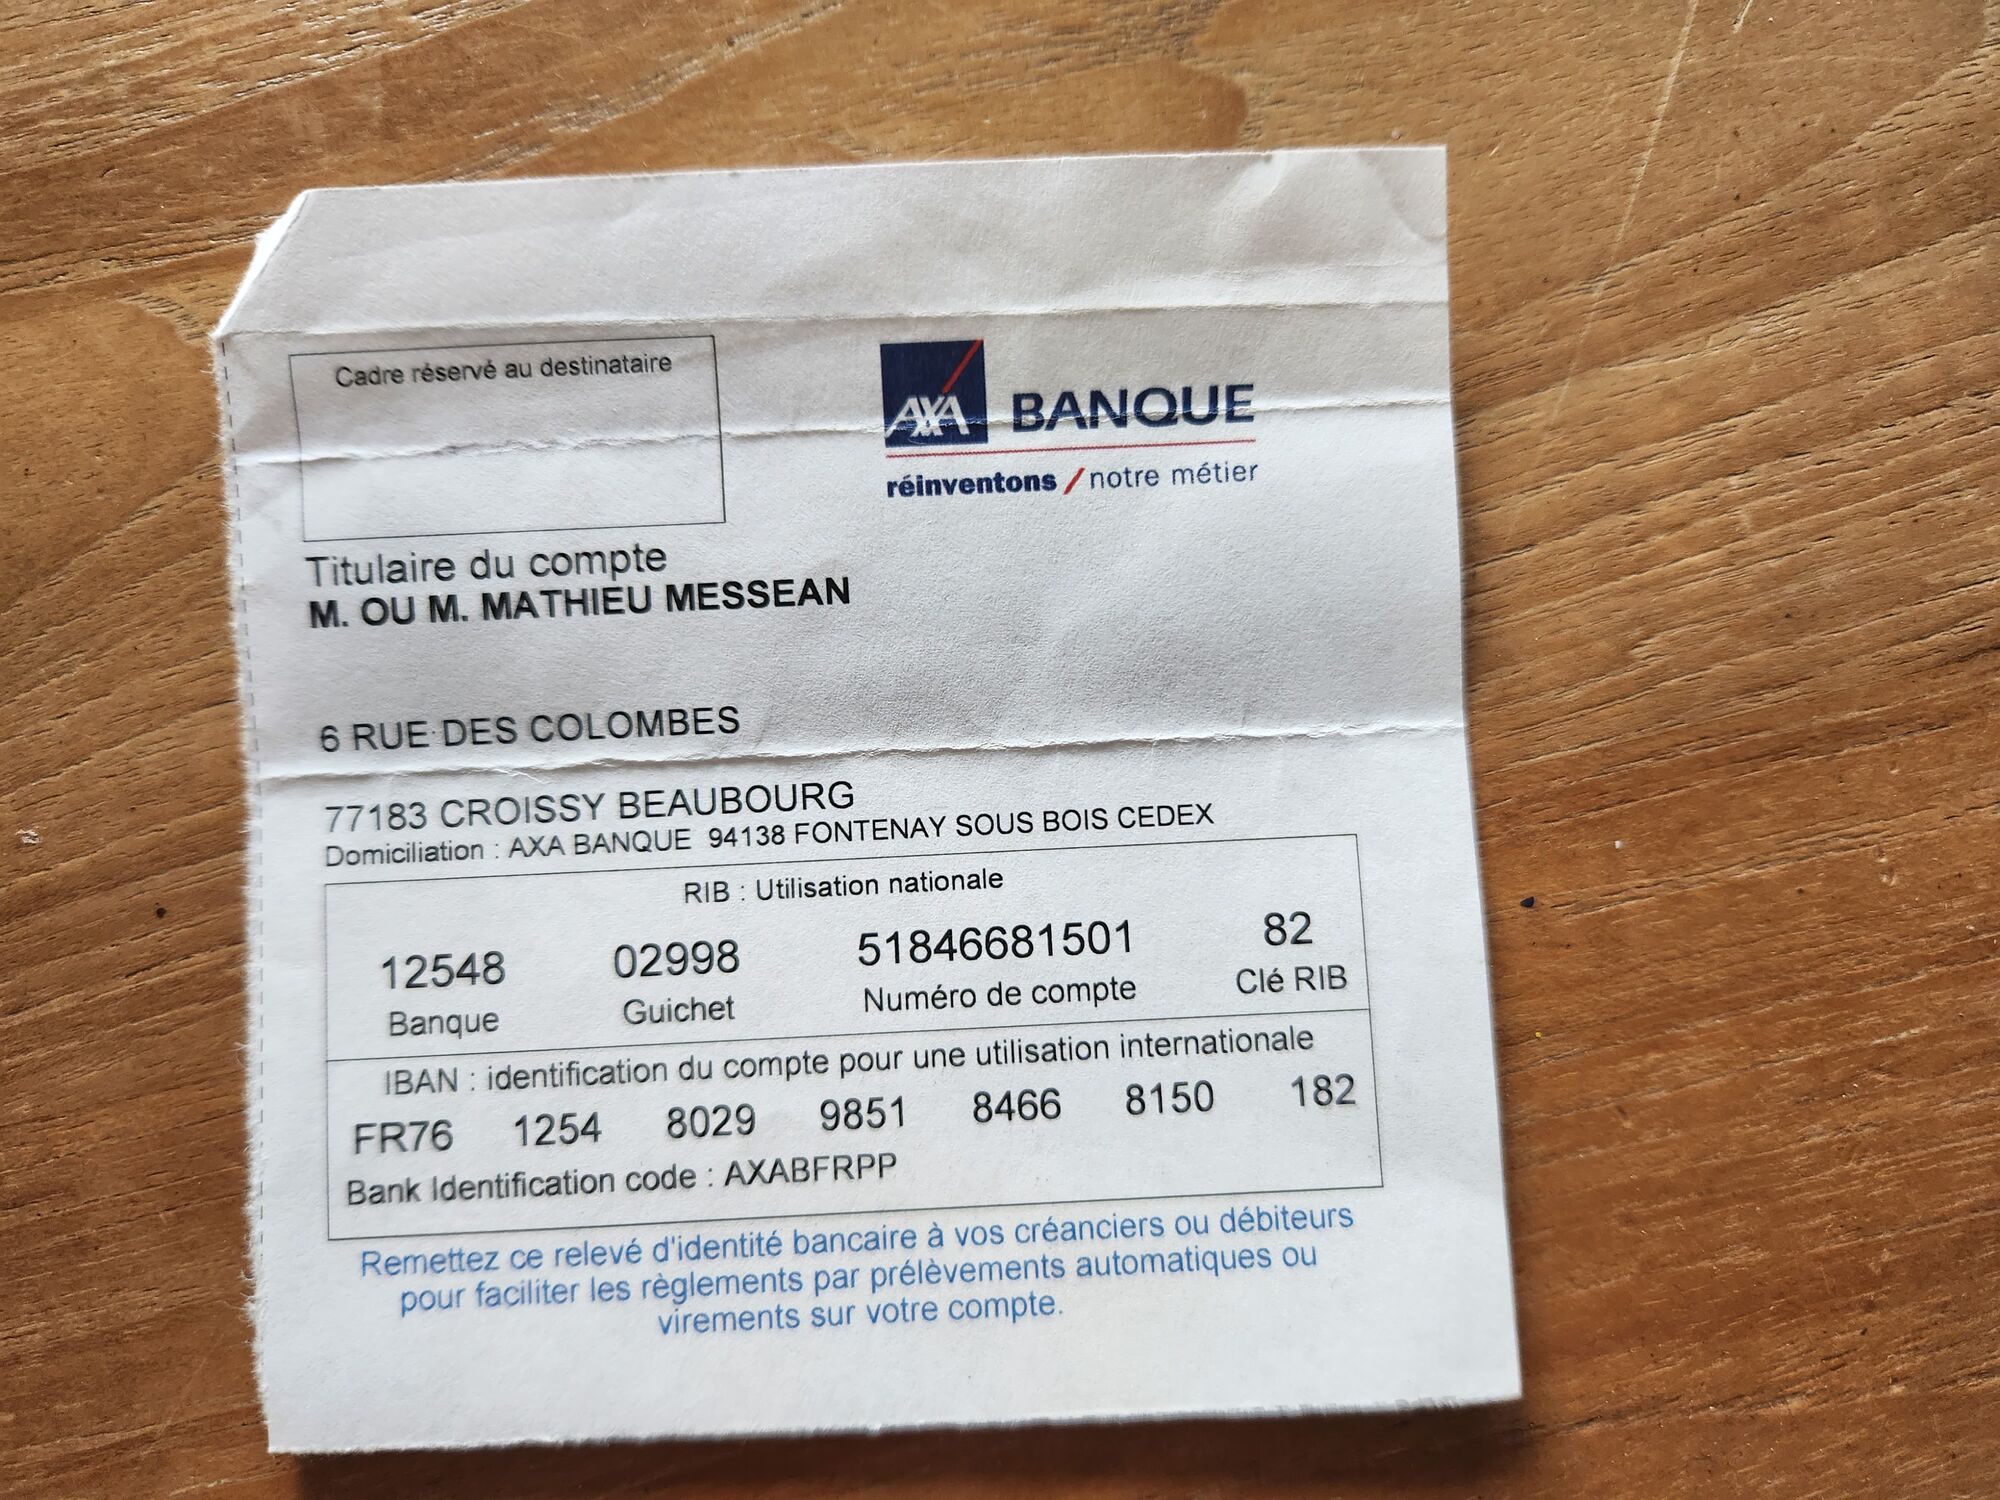 Cadre réservé au destinataire
AXA BANQUE
réinventons / notre métier
Titulaire du compte
M. OU M. MATHIEU MESSEAN
6 RUE DES COLOMBES
77183 CROISSY BEAUBOURG
Domiciliation : AXA BANQUE 94138 FONTENAY SOUS BOIS CEDEX
RIB : Utilisation nationale
12548 02998 51846681501 82
Banque Guichet Numéro de compte Clé RIB
IBAN : identification du compte pour une utilisation internationale
FR76 1254 8029 9851 8466 8150 182
Bank Identification code : AXABFRPP
Remettez ce relevé d'identité bancaire à vos créanciers ou débiteurs
pour faciliter les règlements par prélèvements automatiques ou
virements sur votre compte.